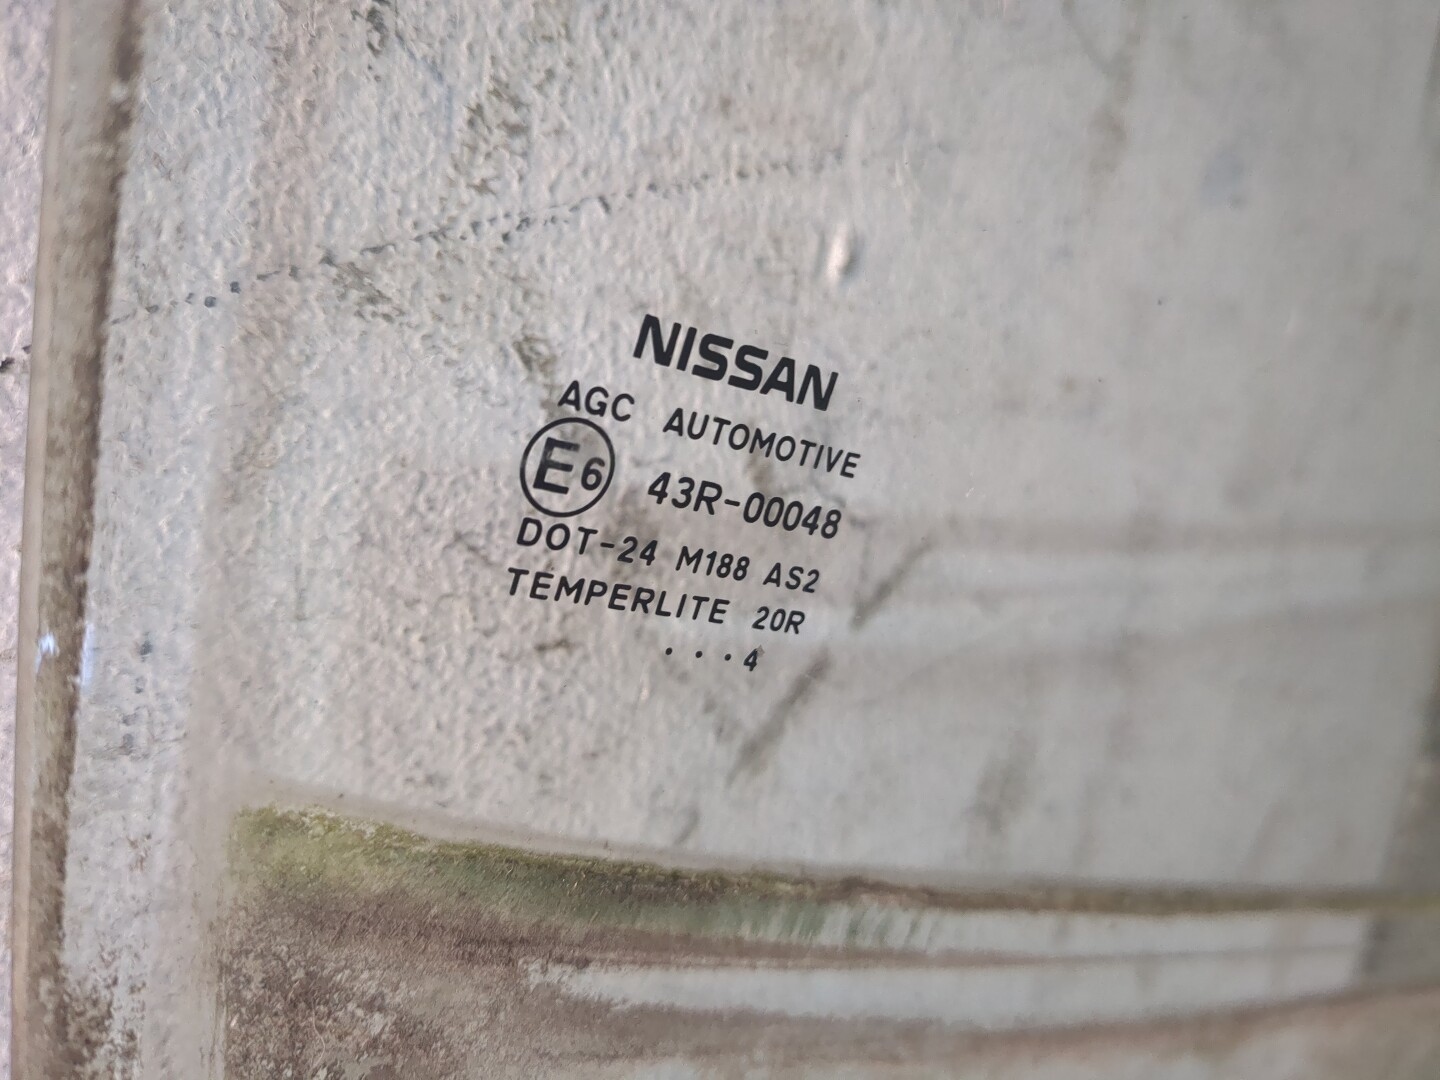 NISSAN
AGC AUTOMOTIVE
E6 43R-00048
DOT-24 M188 AS2
TEMPERLITE 20R
...4